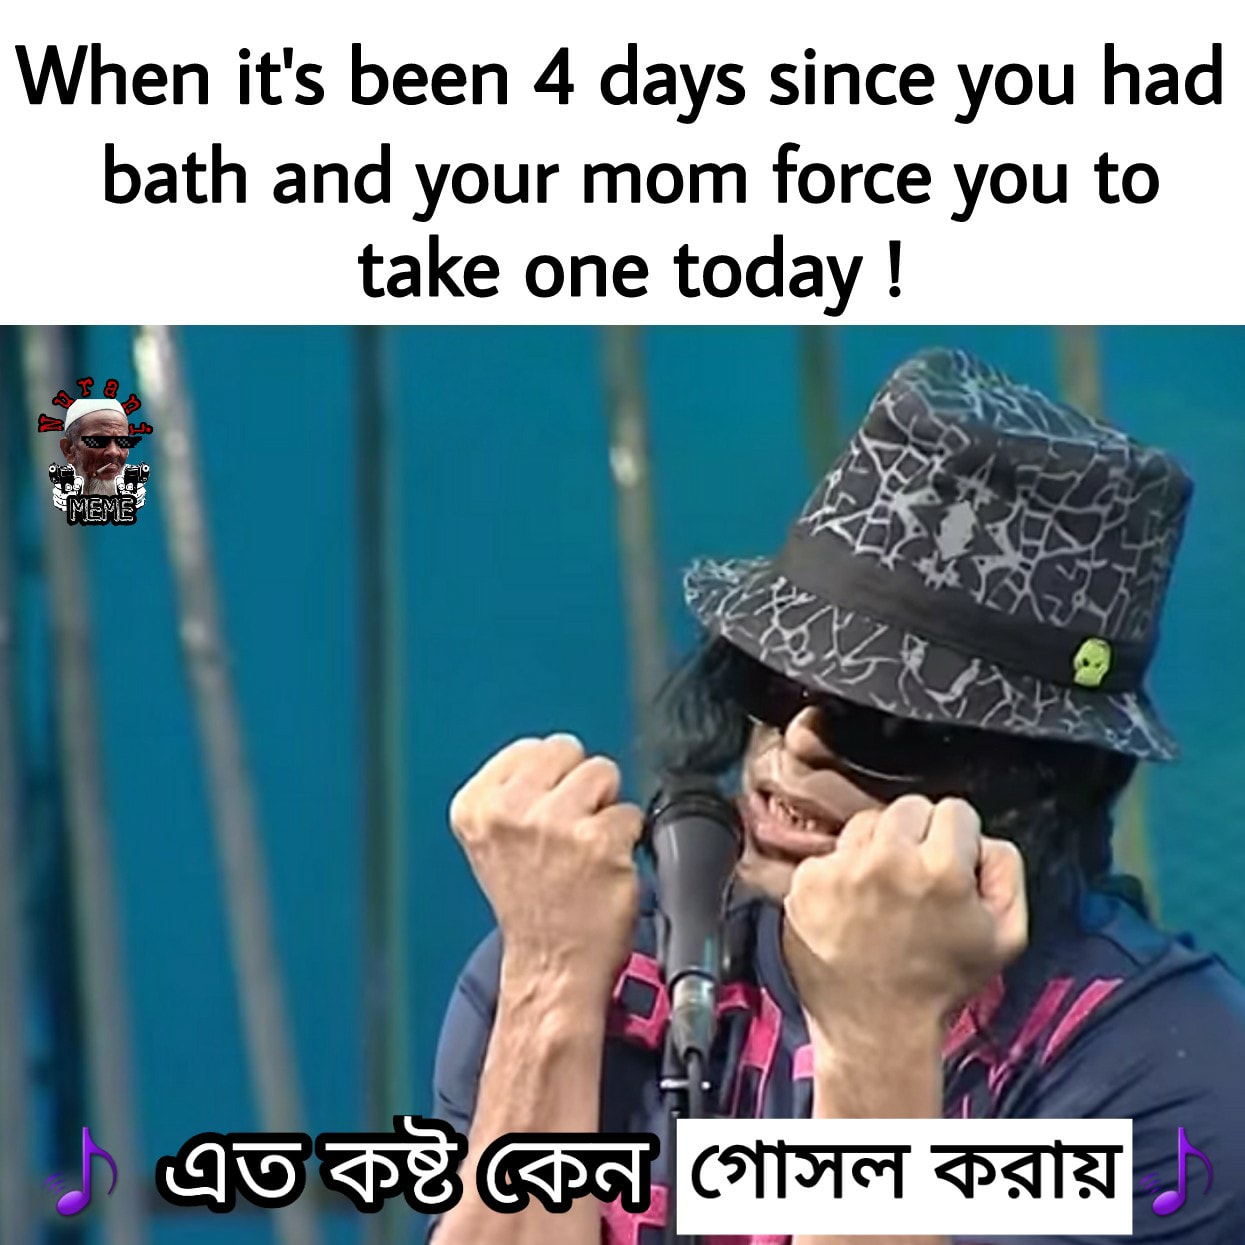 When it's been 4 days since you had
bath and your mom force you to
take one today !
Nurani
MEME
এত কষ্ট কেন গোসল করায়